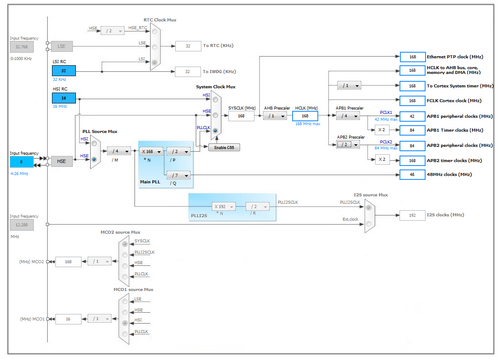 RTC Clock Mux
Input frequency
HSE
/ 2
HSE_RTC
LSE
LSE
0-1000 KHz
32
To RTC (KHz)
LSI RC
LSI
32
32
To IWDG (KHz)
32 KHz
HSI RC
16
16 MHz
System Clock Mux
HSI
HSE
PLLCLK
Enable CSS
SYSCLK (MHz)
168
AHB Prescaler
/ 1
HCLK (MHz)
168
168 MHz max
168
Ethernet PTP clock (MHz)
168
HCLK to AHB bus, core,
memory and DMA (MHz)
/ 1
168
To Cortex System timer (MHz)
168
FCLK Cortex clock (MHz)
APB1 Prescaler
/ 4
PCLK1
42 MHz max
42
APB1 peripheral clocks (MHz)
X 2
84
APB1 Timer clocks (MHz)
APB2 Prescaler
/ 2
PCLK2
84 MHz max
84
APB2 peripheral clocks (MHz)
X 2
168
APB2 timer clocks (MHz)
48
48MHz clocks (MHz)
PLL Source Mux
HSI
HSE
Input frequency
8
4-26 MHz
HSE
/ 4
/ M
X 168
* N
/ 2
/ P
/ 7
/ Q
Main PLL
X 192
* N
/ 2
/ R
PLLI2S
PLLI2SCLK
I2S source Mux
PLLI2SCLK
Ext.clock
192
I2S clocks (MHz)
Input frequency
MHz
MCO2 source Mux
SYSCLK
PLLI2SCLK
HSE
PLLCLK
(MHz) MCO2
168
/ 1
MCO1 source Mux
LSE
HSE
HSI
PLLCLK
(MHz) MCO1
16
/ 1